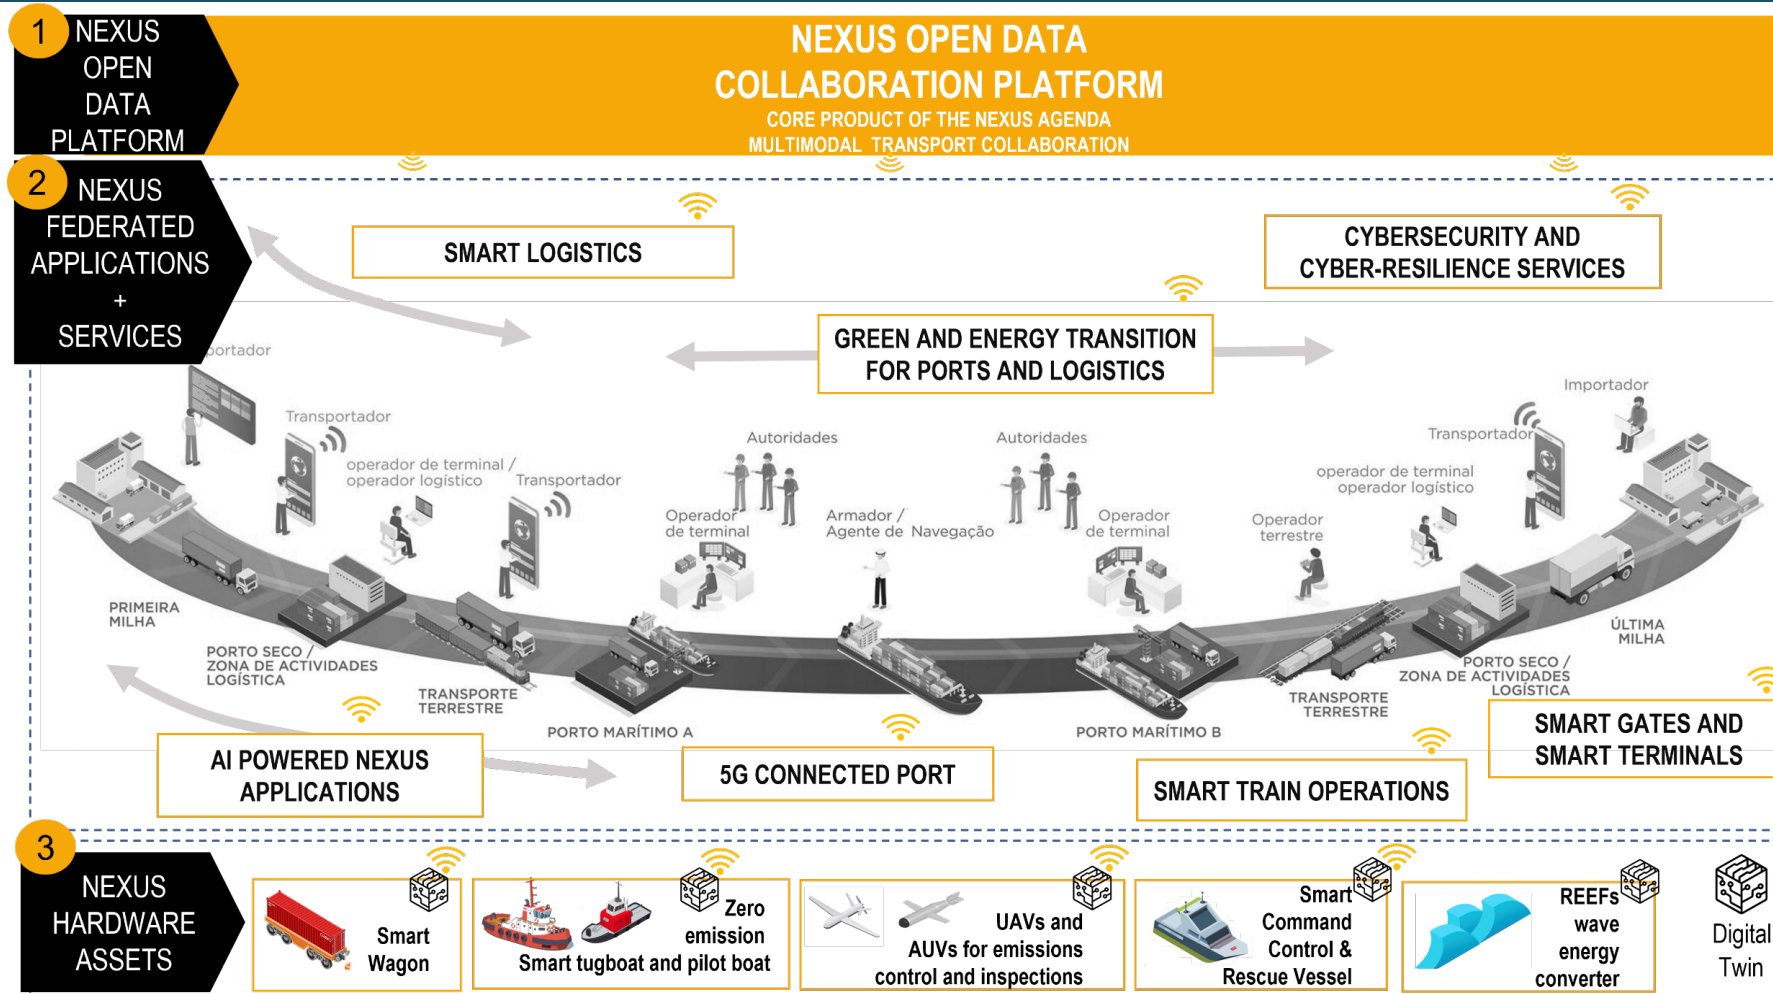 1
NEXUS
OPEN
DATA
PLATFORM
NEXUS OPEN DATA
COLLABORATION PLATFORM
CORE PRODUCT OF THE NEXUS AGENDA
MULTIMODAL TRANSPORT COLLABORATION
2
NEXUS
FEDERATED
APPLICATIONS
+
SERVICES
SMART LOGISTICS
CYBERSECURITY AND
CYBER-RESILIENCE SERVICES
GREEN AND ENERGY TRANSITION
FOR PORTS AND LOGISTICS
portador
Transportador
operador de terminal /
operador logístico
Transportador
Autoridades
Operador
de terminal
Armador /
Agente de Navegação
Autoridades
Operador
de terminal
Operador
terrestre
operador de terminal
operador logístico
Transportador
Importador
PRIMEIRA
MILHA
PORTO SECO /
ZONA DE ACTIVIDADES
LOGÍSTICA
TRANSPORTE
TERRESTRE
PORTO MARÍTIMO A
PORTO MARÍTIMO B
TRANSPORTE
TERRESTRE
PORTO SECO /
ZONA DE ACTIVIDADES
LOGÍSTICA
ÚLTIMA
MILHA
AI POWERED NEXUS
APPLICATIONS
5G CONNECTED PORT
SMART TRAIN OPERATIONS
SMART GATES AND
SMART TERMINALS
3
NEXUS
HARDWARE
ASSETS
Smart
Wagon
Zero
emission
Smart tugboat and pilot boat
UAVs and
AUVs for emissions
control and inspections
Smart
Command
Control &
Rescue Vessel
REEFs
wave
energy
converter
Digital
Twin